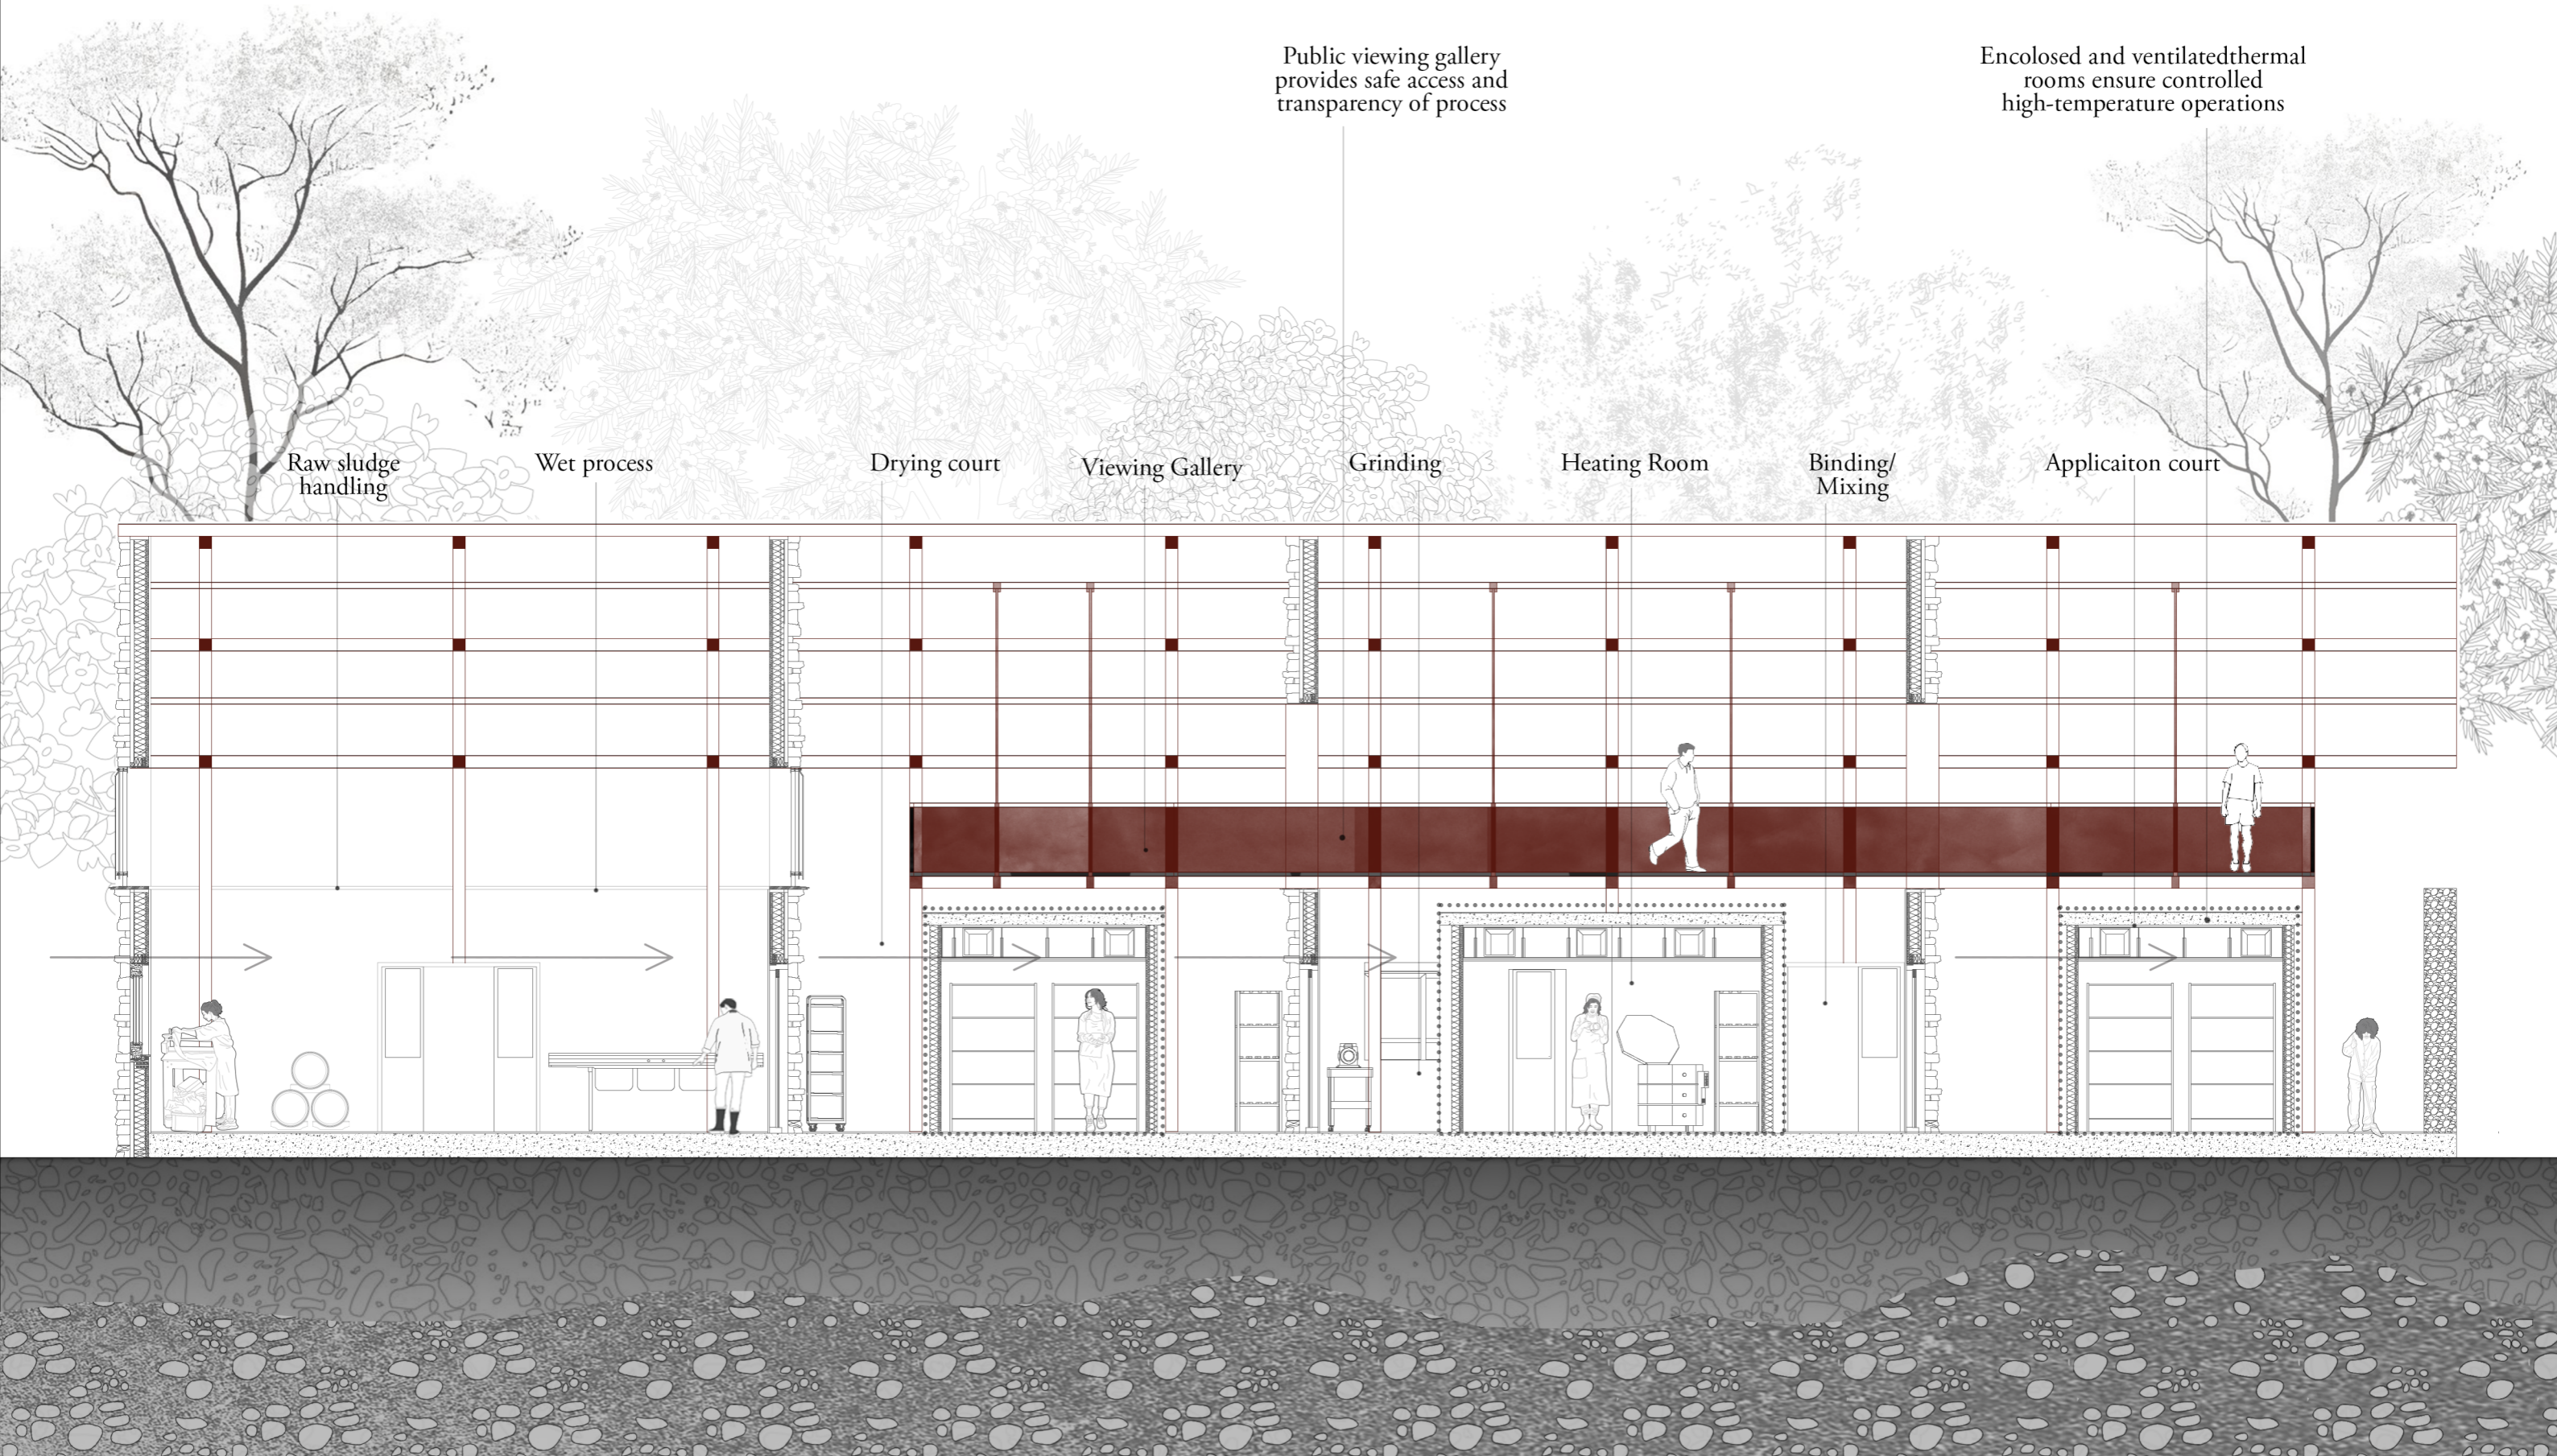 Public viewing gallery
provides safe access and
transparency of process
Encolosed and ventilatedthermal
rooms ensure controlled
high-temperature operations
Raw sludge
handling
Wet process
Drying court
Viewing Gallery
Grinding
Heating Room
Binding/
Mixing
Applicaiton court